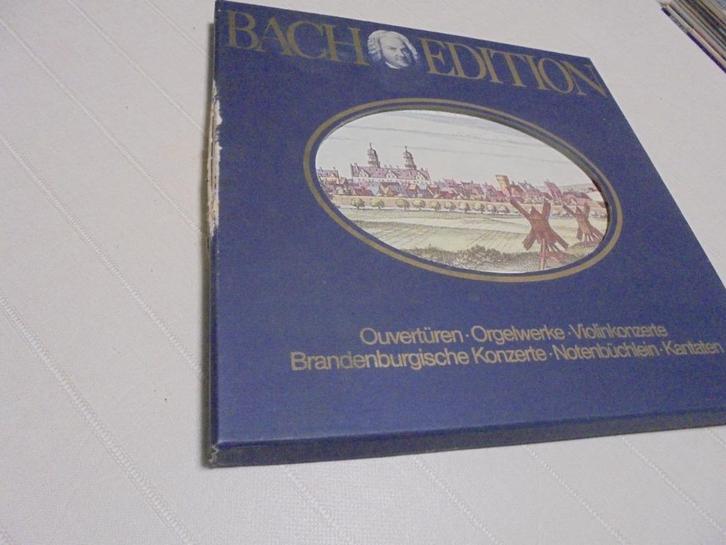 BACH EDITION
Ouvertüren · Orgelwerke · Violinkonzerte
Brandenburgische Konzerte · Notenbüchlein · Kantaten